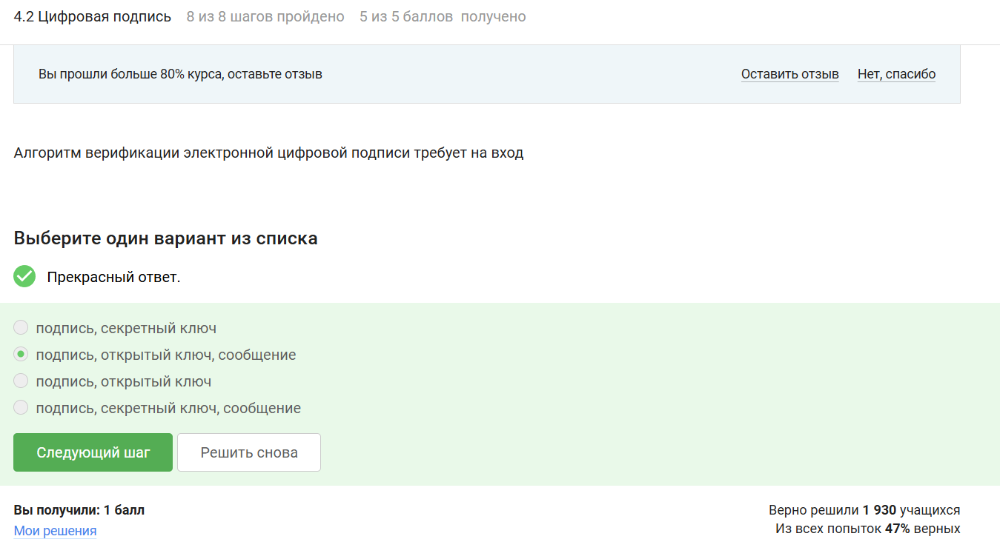 4.2 Цифровая подпись 8 из 8 шагов пройдено 5 из 5 баллов получено
Вы прошли больше 80% курса, оставьте отзыв Оставить отзыв Нет, спасибо
Алгоритм верификации электронной цифровой подписи требует на вход
Выберите один вариант из списка
Прекрасный ответ.
подпись, секретный ключ
подпись, открытый ключ, сообщение
подпись, открытый ключ
подпись, секретный ключ, сообщение
Следующий шаг Решить снова
Вы получили: 1 балл Верно решили 1 930 учащихся
Мои решения Из всех попыток 47% верных